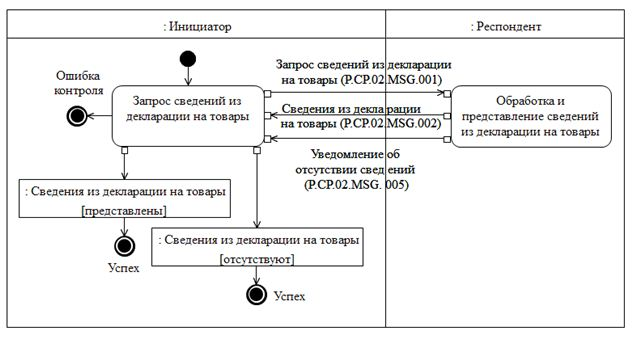 : Инициатор
: Респондент
Ошибка
контроля
Запрос сведений из
декларации на товары
Запрос сведений из декларации
на товары (P.CP.02.MSG.001)
Сведения из декларации
на товары (P.CP.02.MSG.002)
Уведомление об
отсутствии сведений
(P.CP.02.MSG. 005)
Обработка и
представление сведений
из декларации на товары
: Сведения из декларации на товары
[представлены]
Успех
: Сведения из декларации на товары
[отсутствуют]
Успех